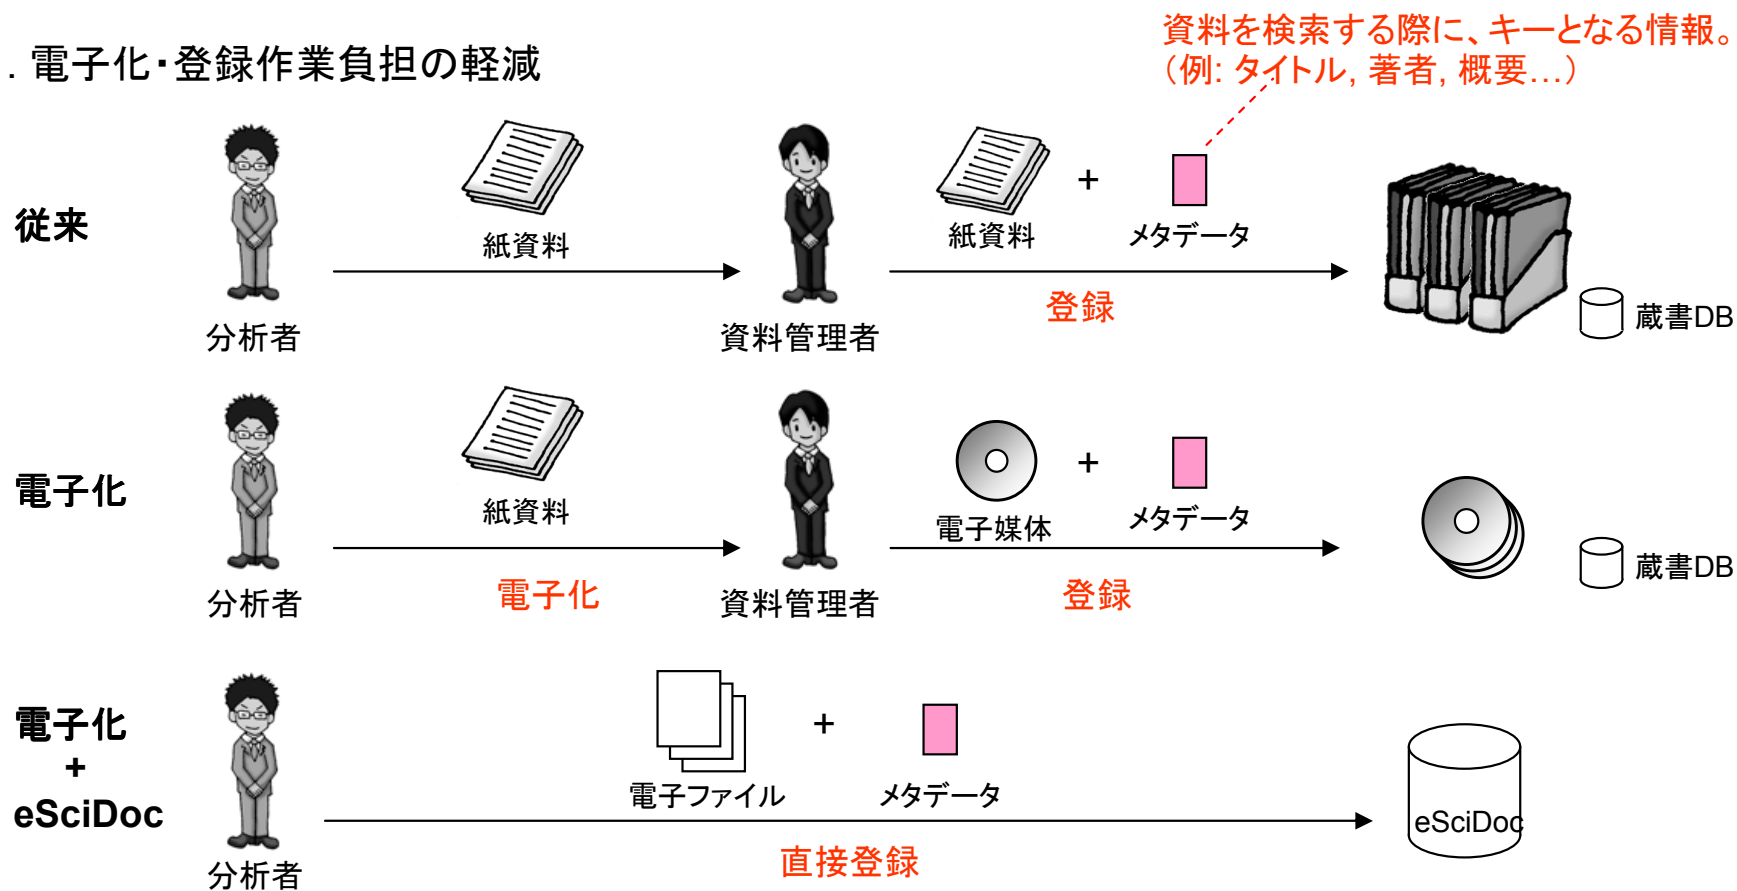 資料を検索する際に、キーとなる情報。
(例: タイトル, 著者, 概要…)
. 電子化・登録作業負担の軽減
従来
紙資料
紙資料
+
メタデータ
登録
分析者
資料管理者
蔵書DB
電子化
紙資料
電子媒体
+
メタデータ
電子化
登録
分析者
資料管理者
蔵書DB
電子化
+
eSciDoc
電子ファイル
+
メタデータ
直接登録
分析者
eSciDoc